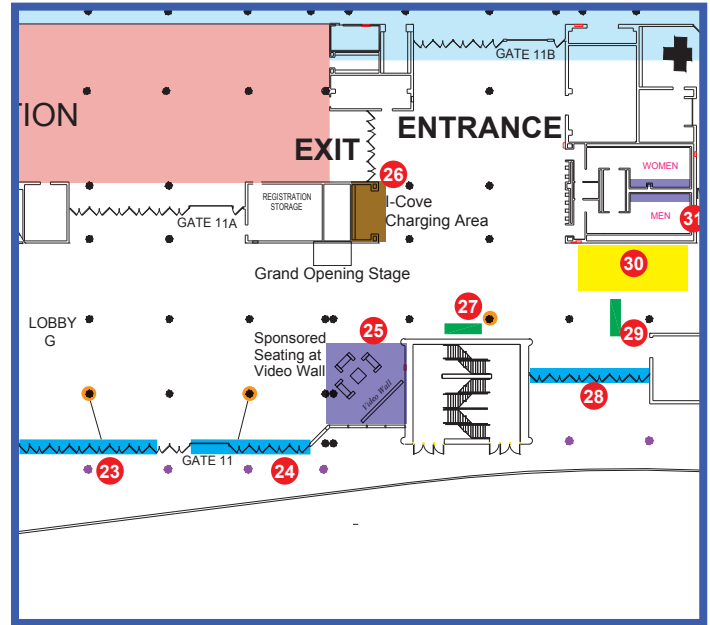 GATE 11B
TION
ENTRANCE
EXIT
WOMEN
26
REGISTRATION
STORAGE
I-Cove
Charging Area
MEN
31
GATE 11A
30
Grand Opening Stage
27
LOBBY
G
25
29
Sponsored
Seating at
Video Wall
28
Video Wall
GATE 11
23
24